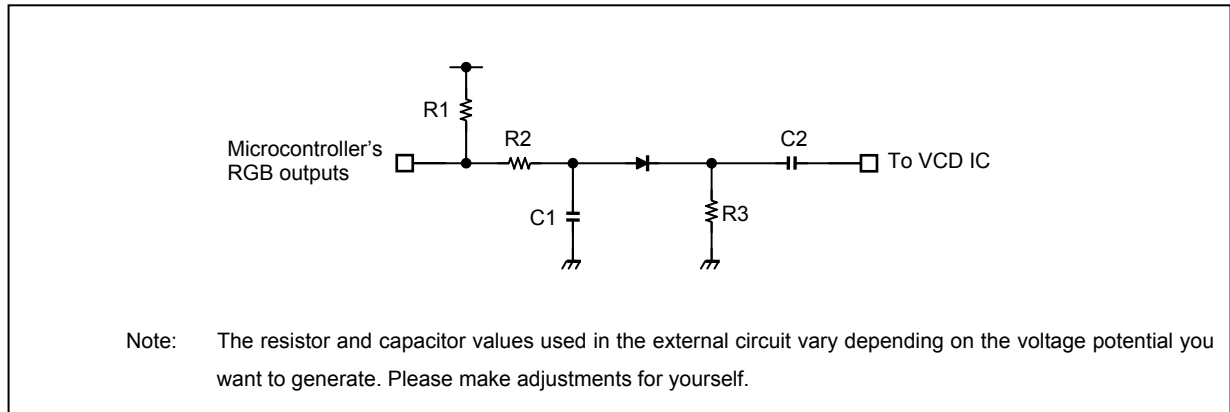 R1
R2
C2
Microcontroller's
RGB outputs
To VCD IC
C1
R3
Note: The resistor and capacitor values used in the external circuit vary depending on the voltage potential you
want to generate. Please make adjustments for yourself.